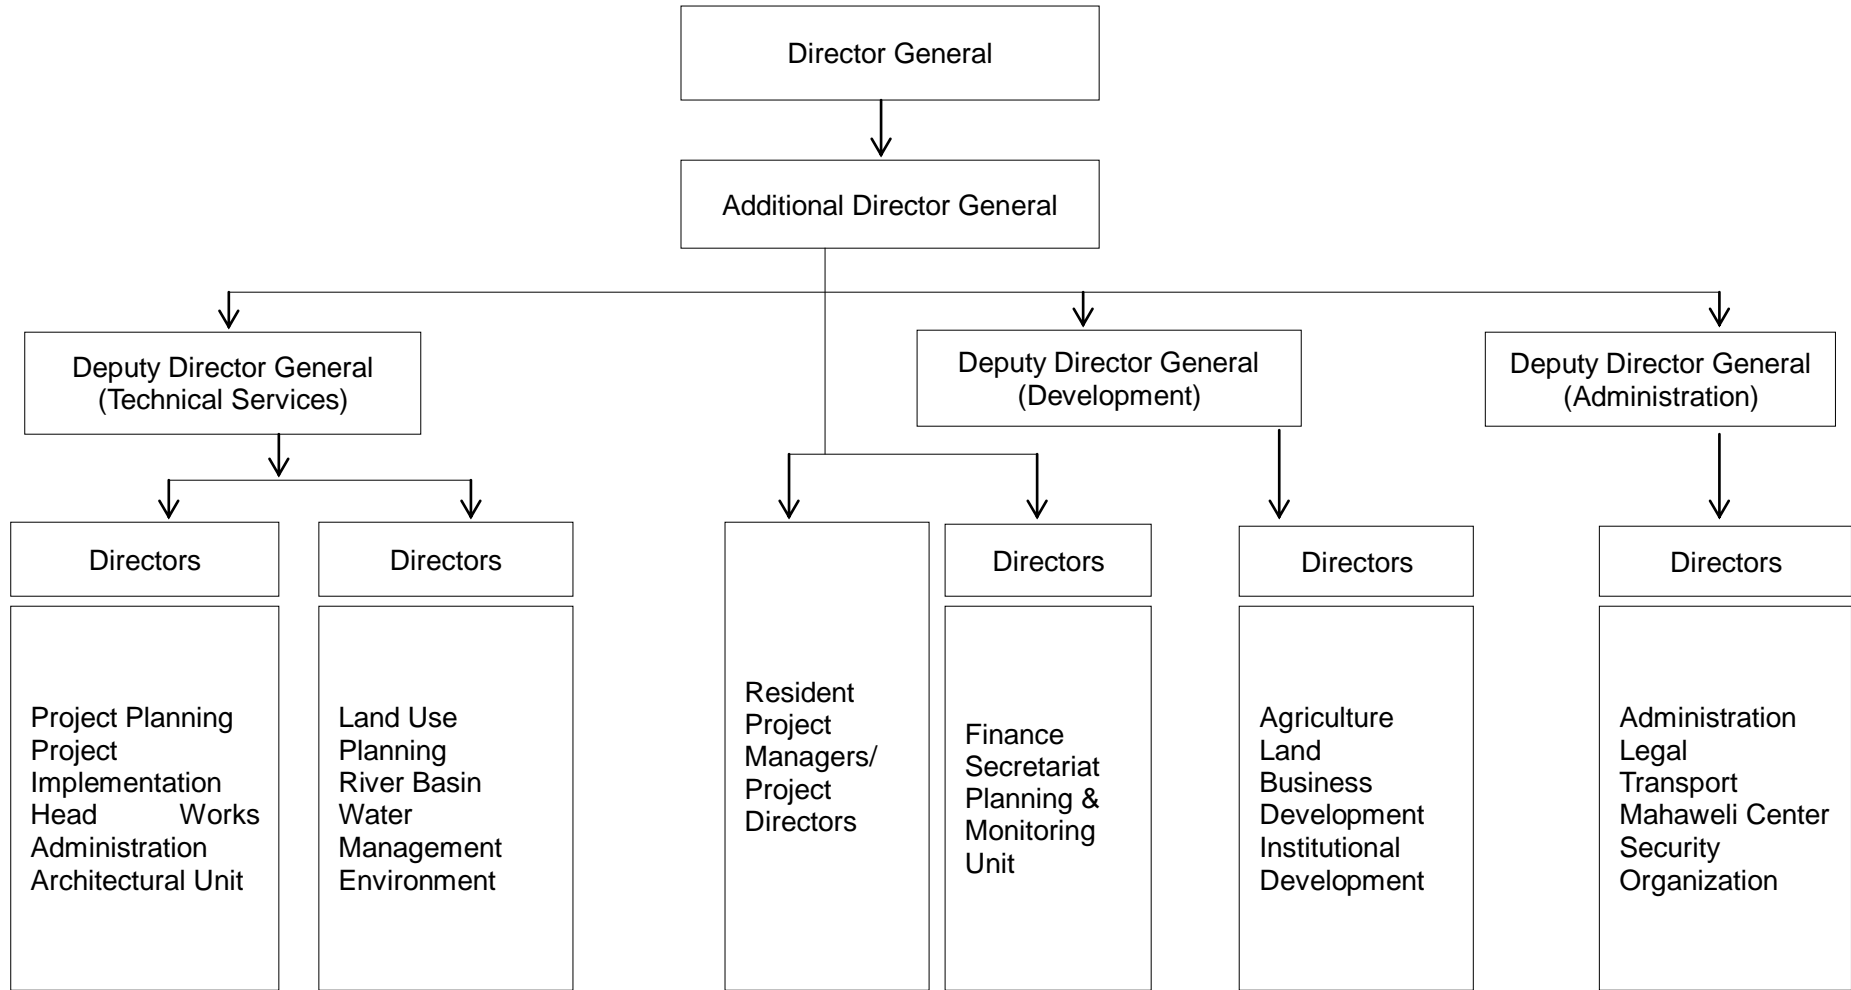 Director General
Additional Director General
Deputy Director General
(Technical Services)
Deputy Director General
(Development)
Deputy Director General
(Administration)
Directors
Project Planning
Project
Implementation
Head Works
Administration
Architectural Unit
Directors
Land Use
Planning
River Basin
Water
Management
Environment
Resident
Project
Managers/
Project
Directors
Directors
Finance
Secretariat
Planning &
Monitoring
Unit
Directors
Agriculture
Land
Business
Development
Institutional
Development
Directors
Administration
Legal
Transport
Mahaweli Center
Security
Organization